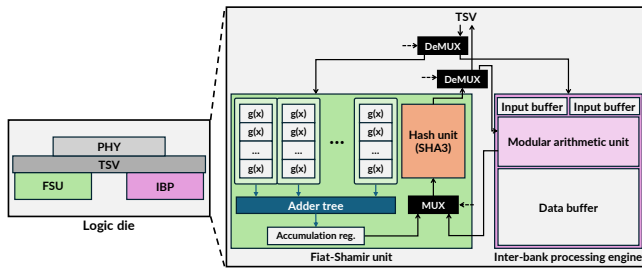 TSV
DeMUX
DeMUX
g(x)
g(x)
...
g(x)
g(x)
g(x)
...
g(x)
...
g(x)
g(x)
...
g(x)
Hash unit
(SHA3)
Adder tree
Accumulation reg.
MUX
Fiat-Shamir unit
Input buffer
Input buffer
Modular arithmetic unit
Data buffer
Inter-bank processing engine
PHY
TSV
FSU
IBP
Logic die